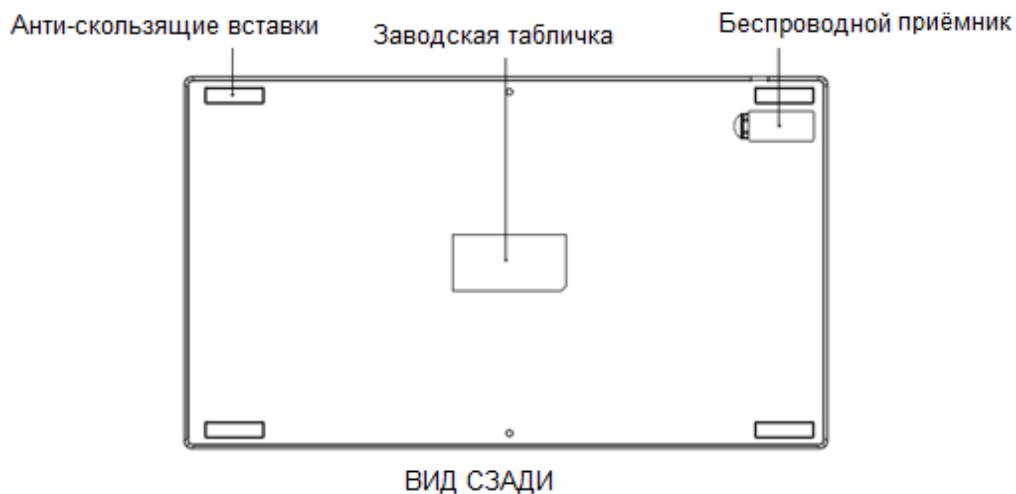 Анти-скользящие вставки
Заводская табличка
Беспроводной приёмник
ВИД СЗАДИ